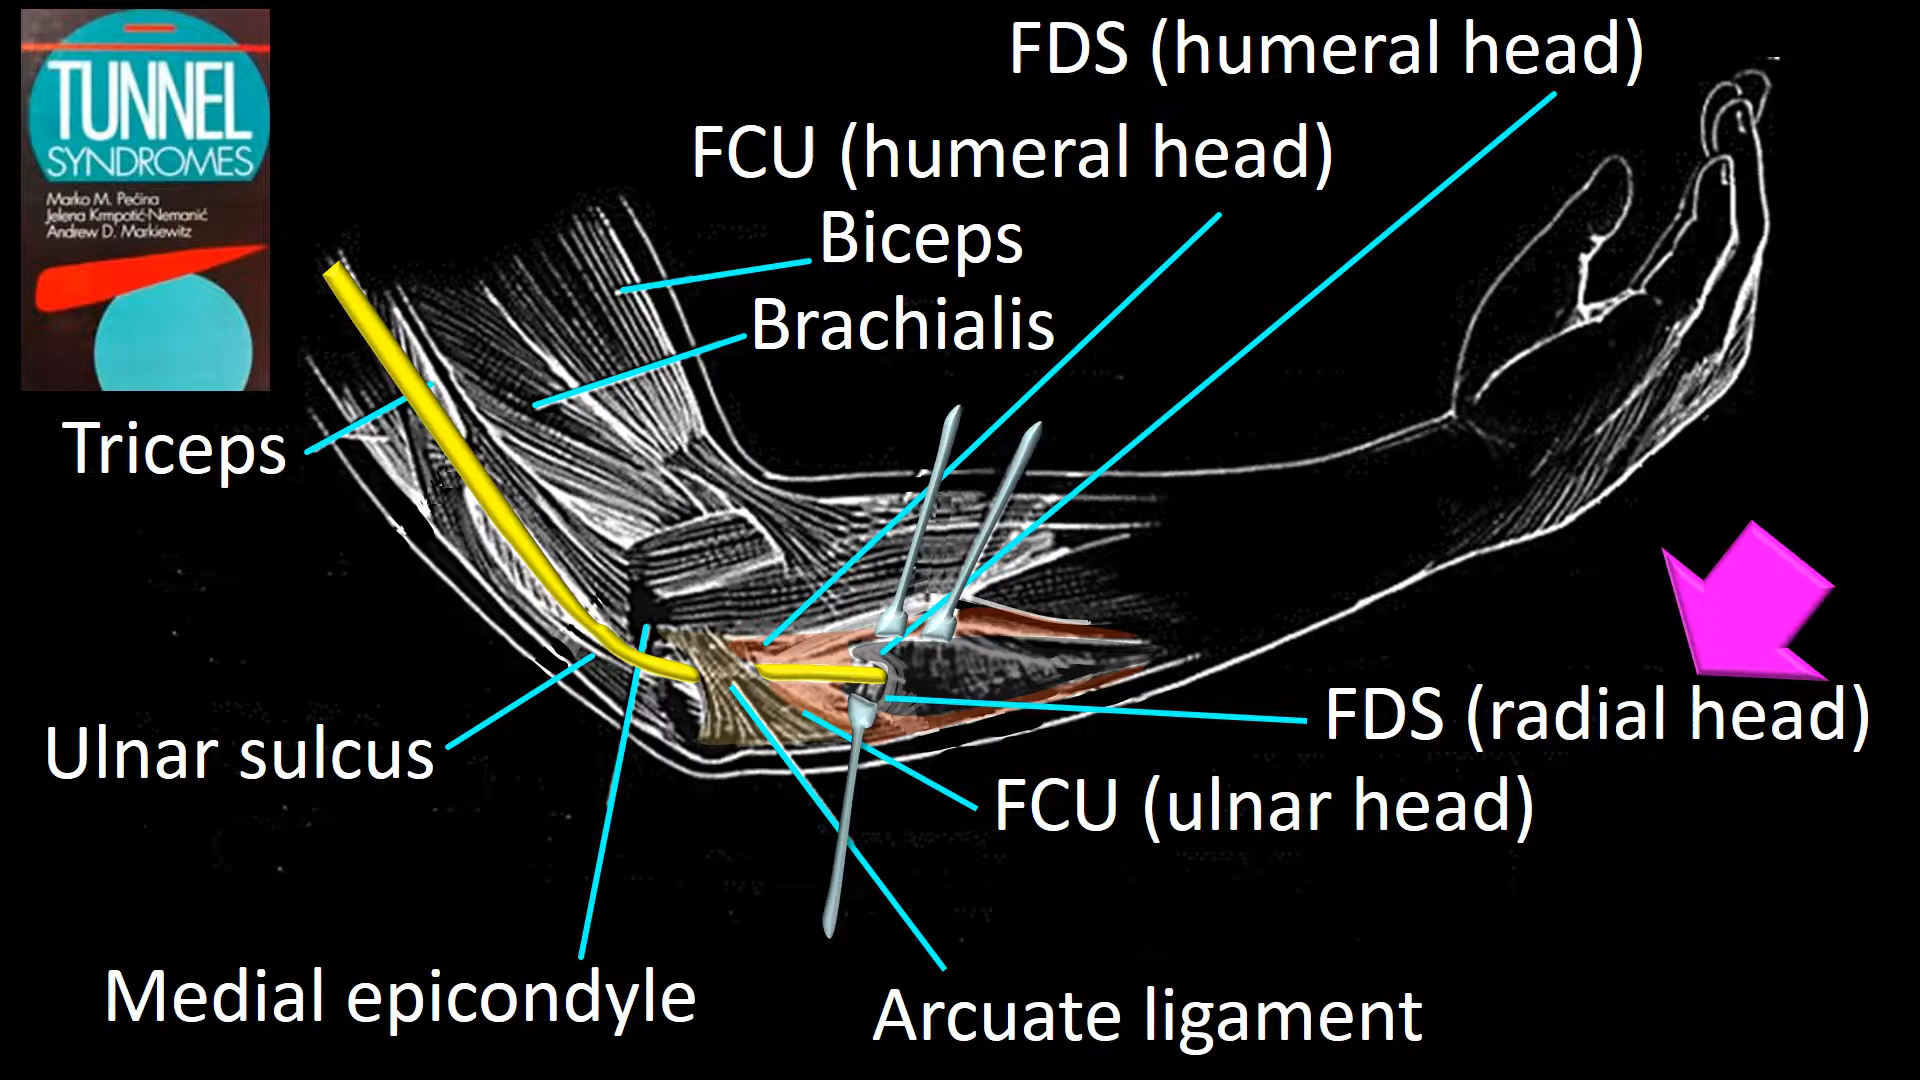 TUNNEL
SYNDROMES
Marko M. Pećina
Jelena Krmpotić-Nemanić
Andrew D. Markiewitz
FDS (humeral head)
FCU (humeral head)
Biceps
Brachialis
Triceps
Ulnar sulcus
FDS (radial head)
FCU (ulnar head)
Medial epicondyle
Arcuate ligament